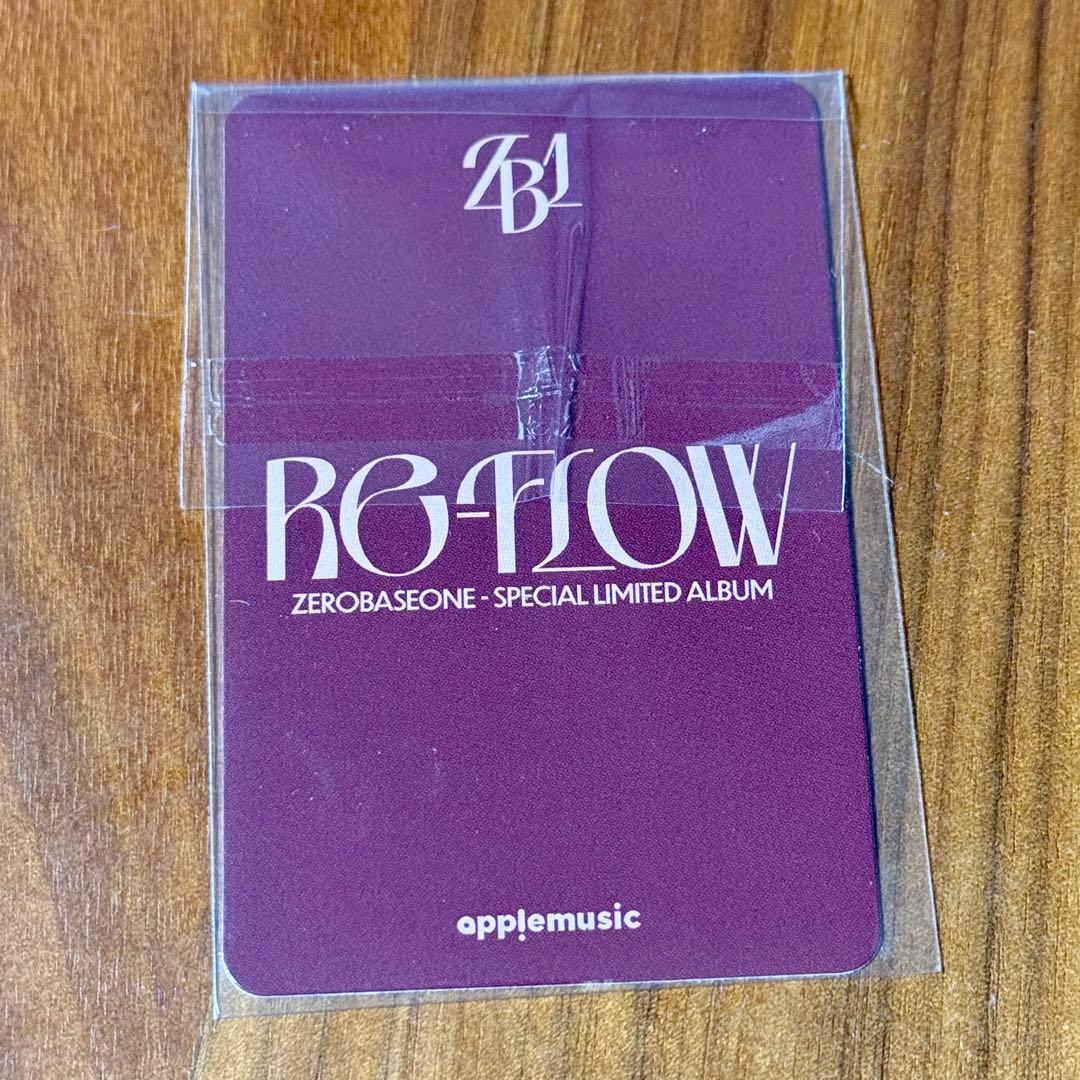 ZB1
RE-FLOW
ZEROBASEONE - SPECIAL LIMITED ALBUM
applemusic